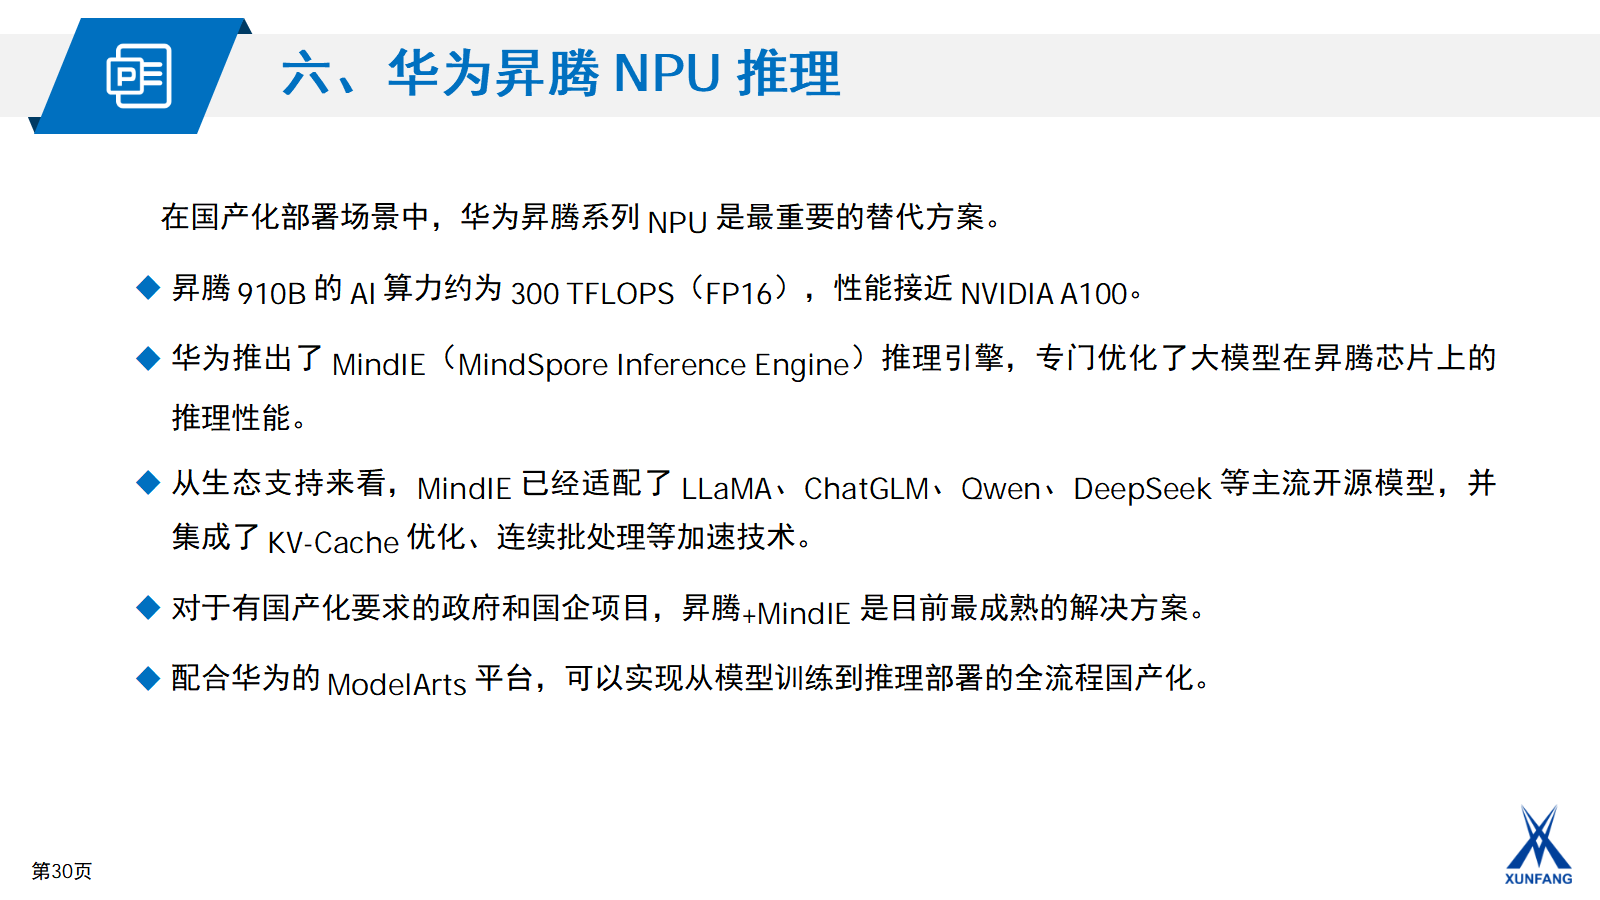 六、华为昇腾 NPU 推理
在国产化部署场景中，华为昇腾系列 NPU 是最重要的替代方案。
昇腾 910B 的 AI 算力约为 300 TFLOPS（FP16），性能接近 NVIDIA A100。
华为推出了 MindIE（MindSpore Inference Engine）推理引擎，专门优化了大模型在昇腾芯片上的
推理性能。
从生态支持来看，MindIE 已经适配了 LLaMA、ChatGLM、Qwen、DeepSeek 等主流开源模型，并
集成了 KV-Cache 优化、连续批处理等加速技术。
对于有国产化要求的政府和国企项目，昇腾+MindIE 是目前最成熟的解决方案。
配合华为的 ModelArts 平台，可以实现从模型训练到推理部署的全流程国产化。
第30页
XUNFANG